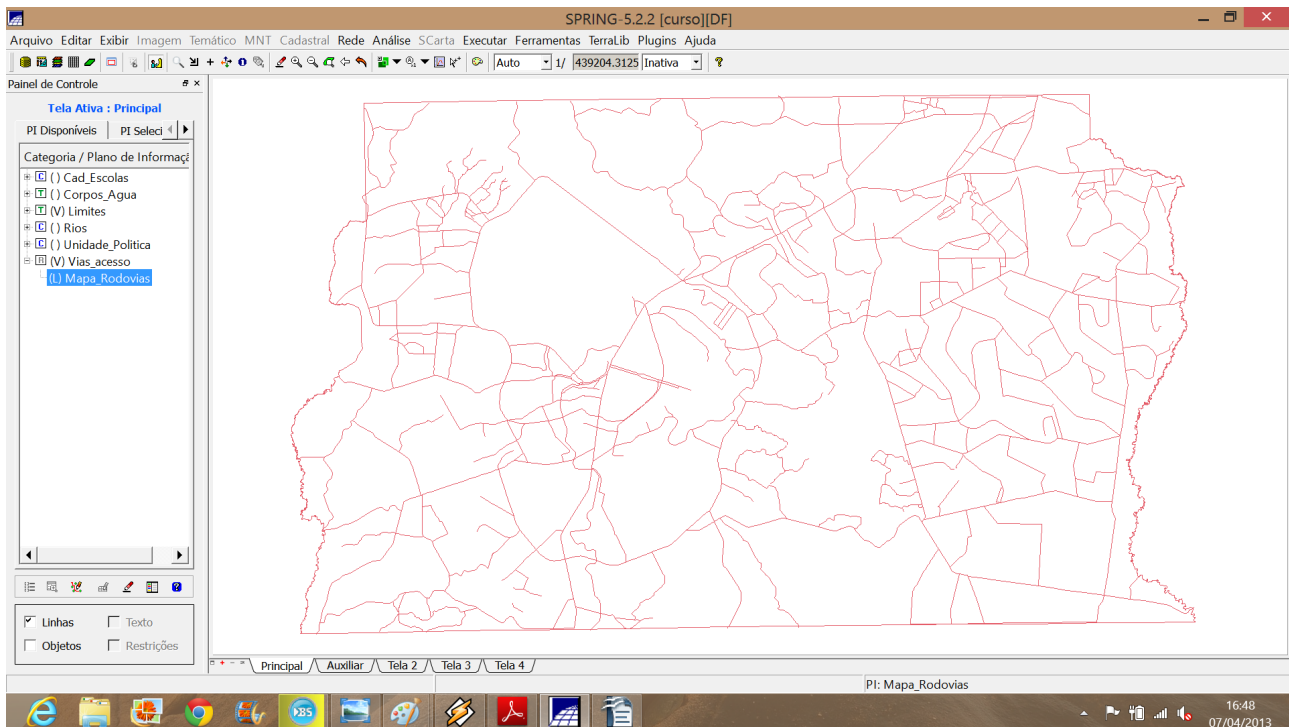 SPRING-5.2.2 [curso][DF]
Arquivo Editar Exibir Imagem Temático MNT Cadastral Rede Análise SCarta Executar Ferramentas TerraLib Plugins Ajuda
Auto 1/ 439204.3125 Inativa
Painel de Controle
Tela Ativa : Principal
PI Disponíveis PI Seleci
Categoria / Plano de Informaçã
C ( ) Cad_Escolas
T ( ) Corpos_Agua
T (V) Limites
C ( ) Rios
C ( ) Unidade_Politica
(V) Vias_acesso
(L) Mapa_Rodovias
Linhas Texto
Objetos Restrições
Principal Auxiliar Tela 2 Tela 3 Tela 4
PI: Mapa_Rodovias
16:48
07/04/2013